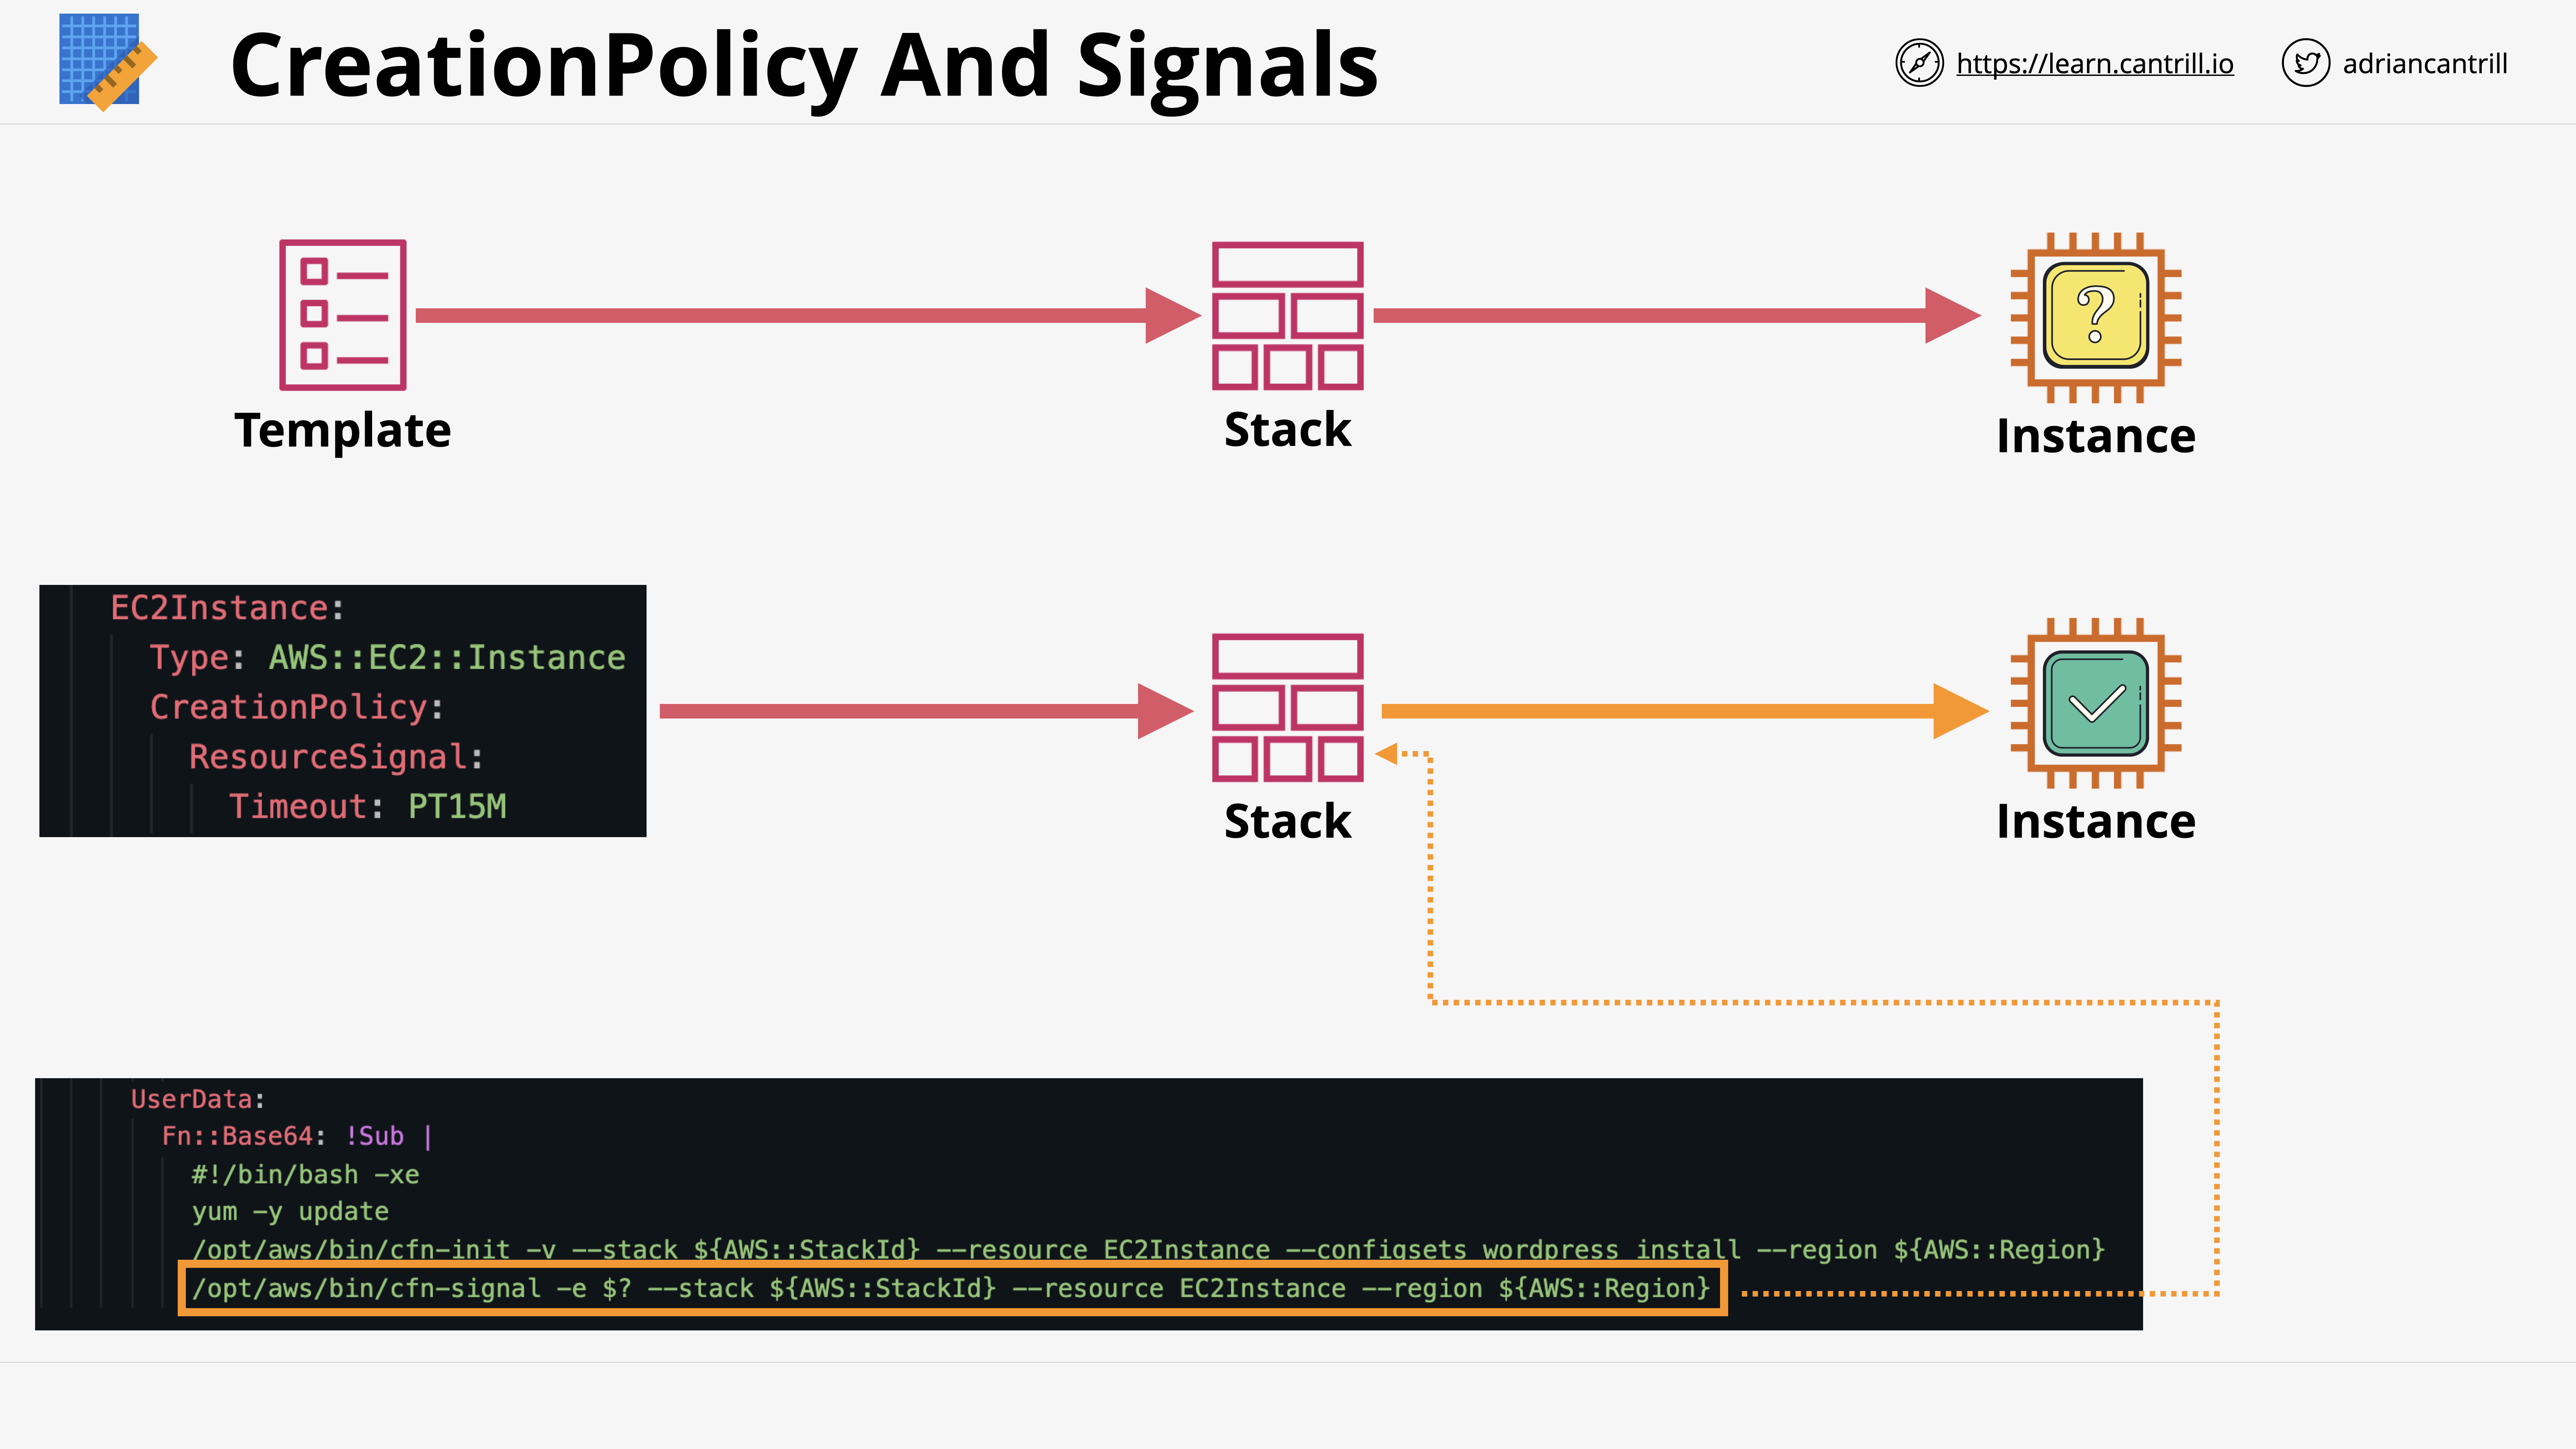 CreationPolicy And Signals
https://learn.cantrill.io
adriancantrill
Template
Stack
Instance
EC2Instance:
Type: AWS::EC2::Instance
CreationPolicy:
ResourceSignal:
Timeout: PT15M
Stack
Instance
UserData:
Fn::Base64: !Sub |
#!/bin/bash -xe
yum -y update
/opt/aws/bin/cfn-init -v --stack ${AWS::StackId} --resource EC2Instance --configsets wordpress_install --region ${AWS::Region}
/opt/aws/bin/cfn-signal -e $? --stack ${AWS::StackId} --resource EC2Instance --region ${AWS::Region}